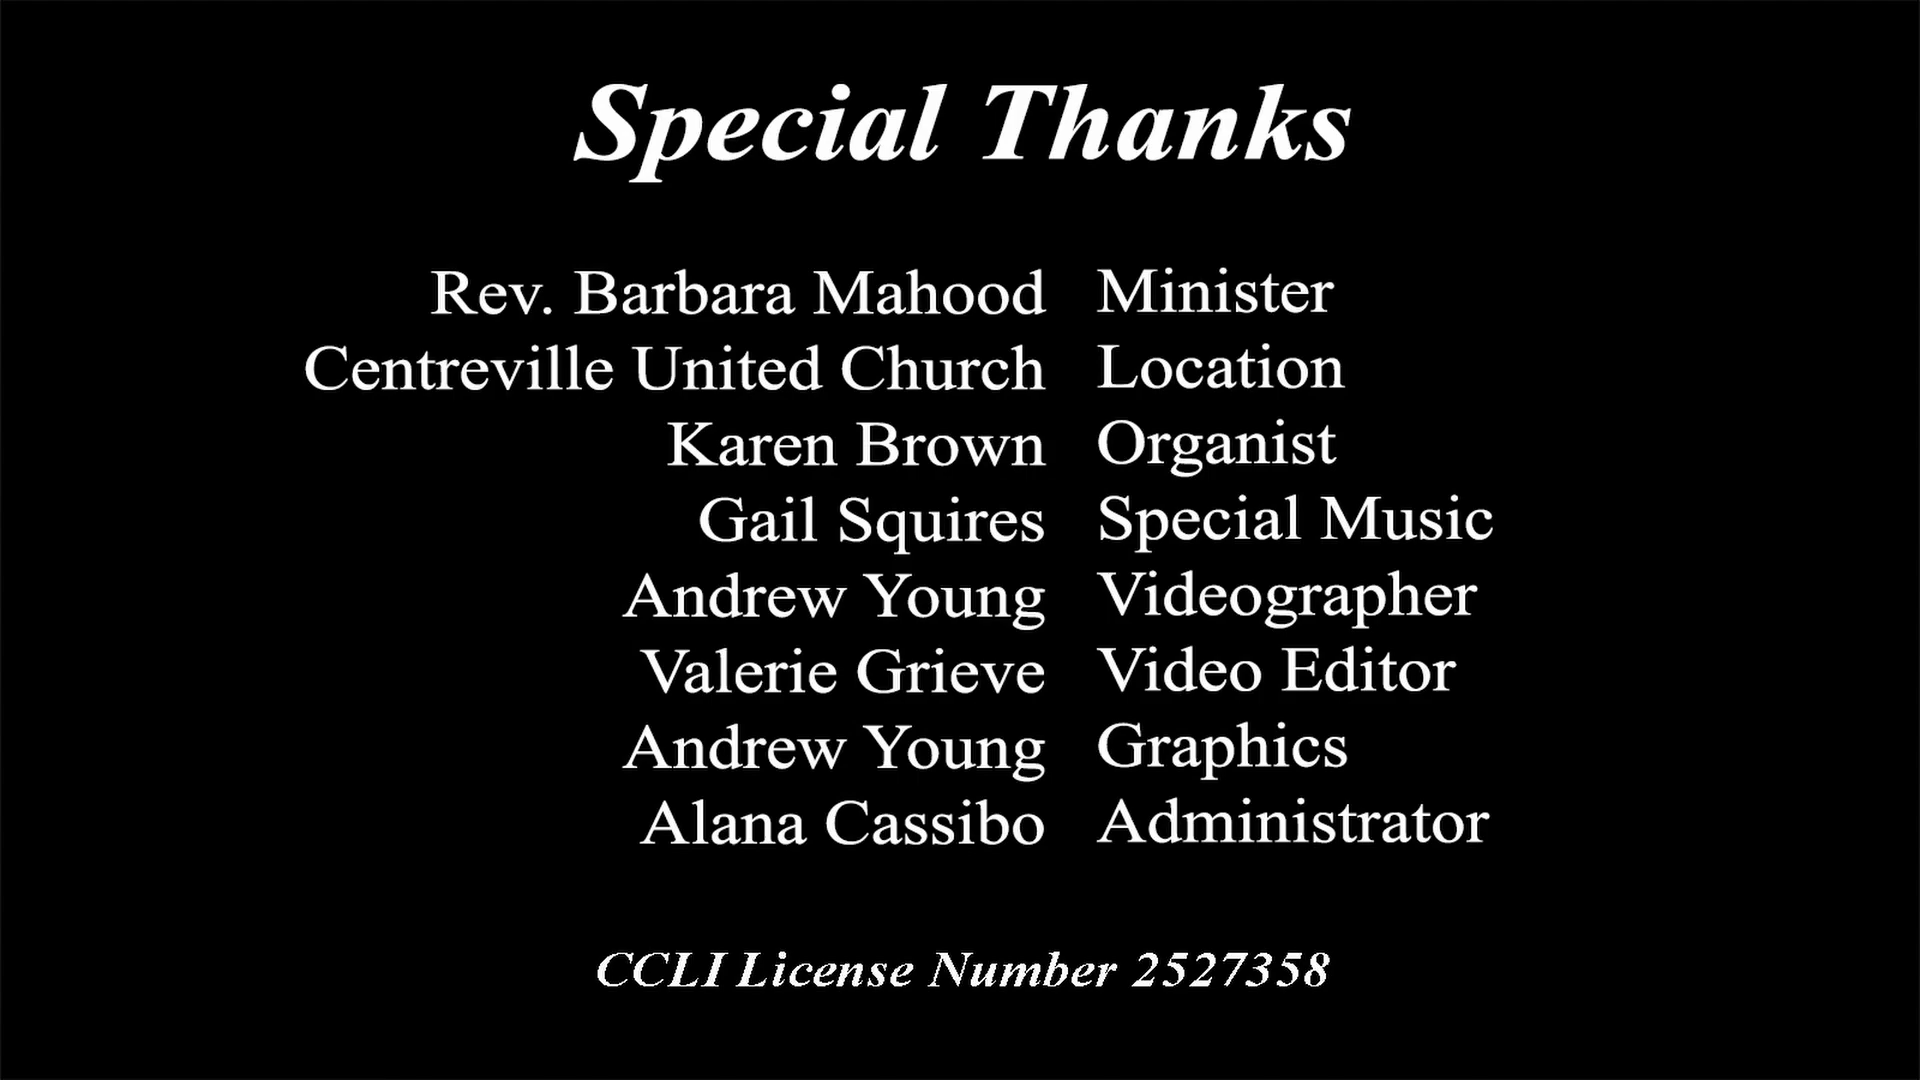 Special Thanks
Rev. Barbara Mahood Minister
Centreville United Church Location
Karen Brown Organist
Gail Squires Special Music
Andrew Young Videographer
Valerie Grieve Video Editor
Andrew Young Graphics
Alana Cassibo Administrator
CCLI License Number 2527358